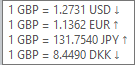 1 GBP = 1.2731 USD ↓
1 GBP = 1.1362 EUR ↑
1 GBP = 131.7540 JPY ↑
1 GBP = 8.4490 DKK ↓